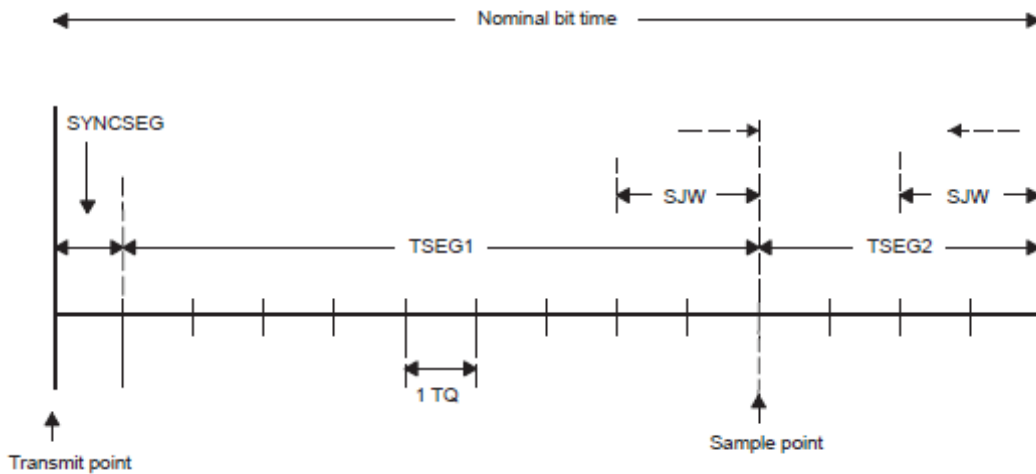 Nominal bit time
SYNCSEG
SJW
SJW
TSEG1
TSEG2
1 TQ
Transmit point
Sample point